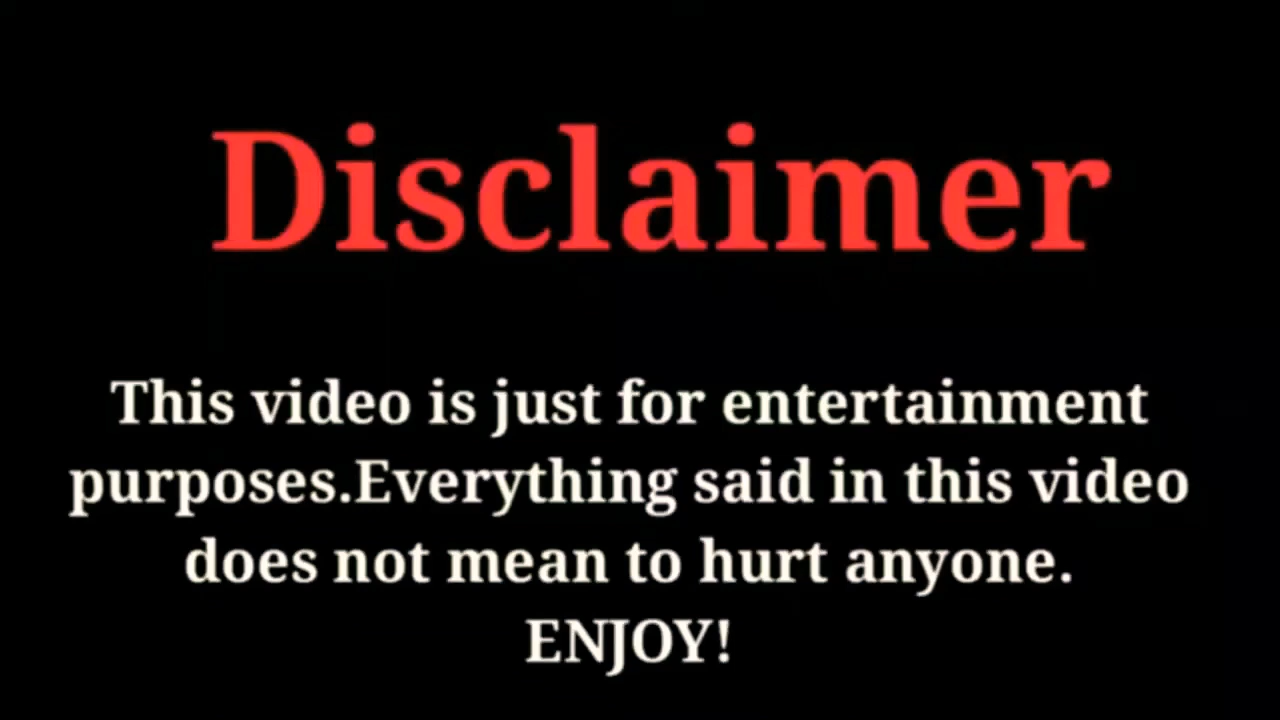 Disclaimer
This video is just for entertainment
purposes.Everything said in this video
does not mean to hurt anyone.
ENJOY!